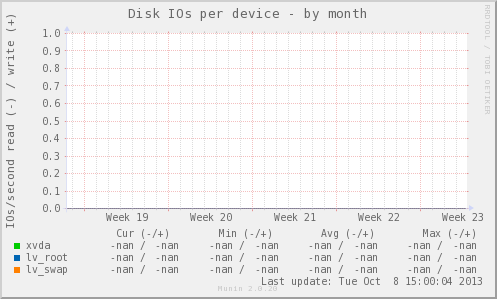 Disk IOs per device - by month
RRDTOOL / TOBI OETIKER
IOs/second read (-) / write (+)
1.0
0.9
0.8
0.7
0.6
0.5
0.4
0.3
0.2
0.1
0.0
Week 19 Week 20 Week 21 Week 22 Week 23
Cur (-/+) Min (-/+) Avg (-/+) Max (-/+)
xvda -nan / -nan -nan / -nan -nan / -nan -nan / -nan
lv_root -nan / -nan -nan / -nan -nan / -nan -nan / -nan
lv_swap -nan / -nan -nan / -nan -nan / -nan -nan / -nan
Last update: Tue Oct 8 15:00:04 2013
Munin 2.0.20